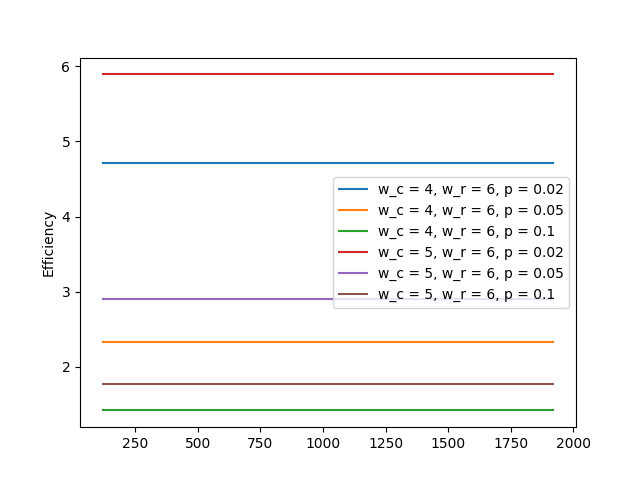 6
5
4
3
2
Efficiency
w_c = 4, w_r = 6, p = 0.02
w_c = 4, w_r = 6, p = 0.05
w_c = 4, w_r = 6, p = 0.1
w_c = 5, w_r = 6, p = 0.02
w_c = 5, w_r = 6, p = 0.05
w_c = 5, w_r = 6, p = 0.1
250 500 750 1000 1250 1500 1750 2000